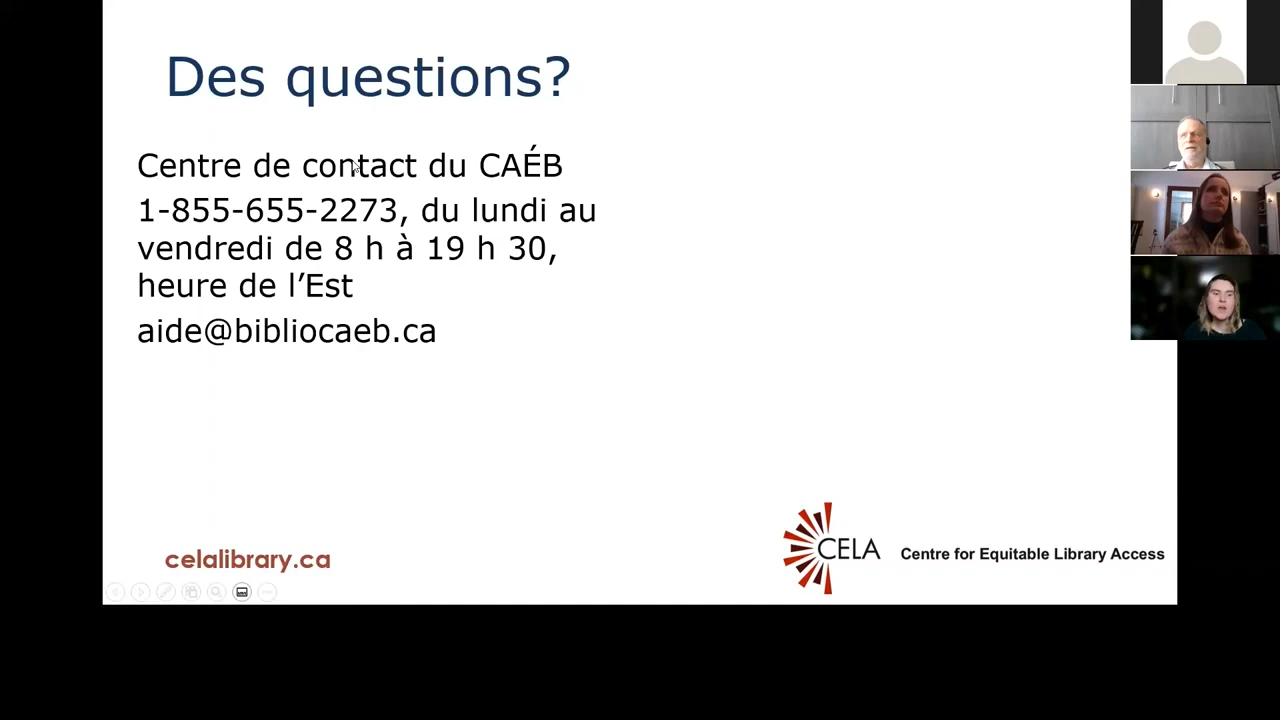 Des questions?
Centre de contact du CAÉB
1-855-655-2273, du lundi au
vendredi de 8 h à 19 h 30,
heure de l’Est
aide@bibliocaeb.ca
celalibrary.ca
CELA
Centre for Equitable Library Access